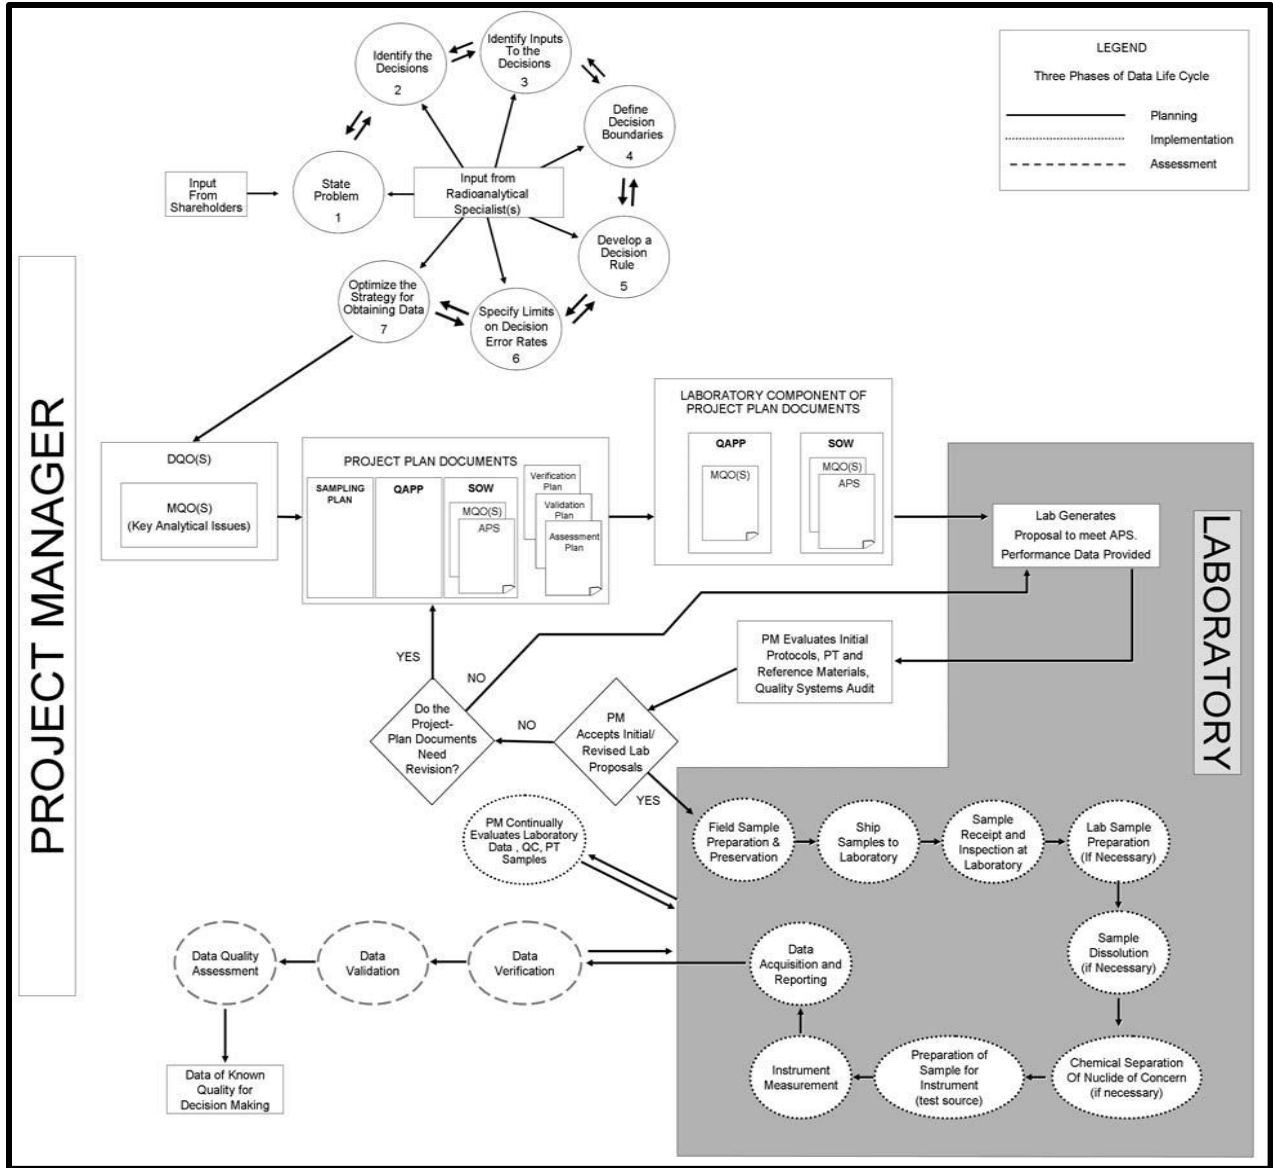 LEGEND
Three Phases of Data Life Cycle
Planning
Implementation
Assessment
Input
From
Shareholders
State
Problem
1
Identify the
Decisions
2
Identify Inputs
To the
Decisions
3
Define
Decision
Boundaries
4
Input from
Radioanalytical
Specialist(s)
Develop a
Decision
Rule
5
Specify Limits
on Decision
Error Rates
6
Optimize the
Strategy for
Obtaining Data
7
PROJECT MANAGER
DQO(S)
MQO(S)
(Key Analytical Issues)
PROJECT PLAN DOCUMENTS
SAMPLING
PLAN
QAPP
SOW
MQO(S)
APS
Verification
Plan
Validation
Plan
Assessment
Plan
LABORATORY COMPONENT OF
PROJECT PLAN DOCUMENTS
QAPP
MQO(S)
SOW
MQO(S)
APS
LABORATORY
Lab Generates
Proposal to meet APS.
Performance Data Provided
PM Evaluates Initial
Protocols, PT and
Reference Materials,
Quality Systems Audit
PM
Accepts Initial/
Revised Lab
Proposals
NO
YES
Do the
Project-
Plan Documents
Need
Revision?
YES
NO
PM Continually
Evaluates Laboratory
Data , QC, PT
Samples
Field Sample
Preparation &
Preservation
Ship
Samples to
Laboratory
Sample
Receipt and
Inspection at
Laboratory
Lab Sample
Preparation
(If Necessary)
Sample
Dissolution
(if Necessary)
Chemical Separation
Of Nuclide of Concern
(if necessary)
Preparation of
Sample for
Instrument
(test source)
Instrument
Measurement
Data
Acquisition and
Reporting
Data
Verification
Data
Validation
Data Quality
Assessment
Data of Known
Quality for
Decision Making